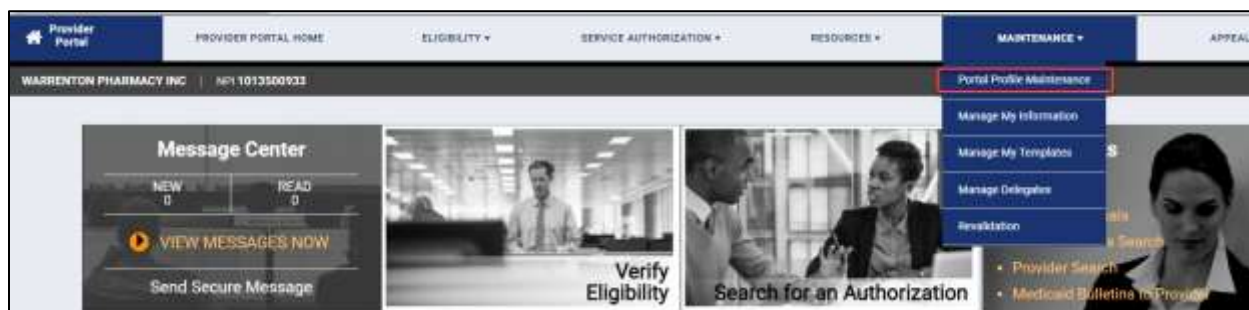 Provider
Portal
PROVIDER PORTAL HOME
ELIGIBILITY
SERVICE AUTHORIZATION
RESOURCES
MAINTENANCE
APPEAL
WARRENTON PHARMACY INC | NPI 1013500933
Portal Profile Maintenance
Manage My Information
Manage My Templates
Manage Delegates
Revalidation
Message Center
NEW
0
READ
0
VIEW MESSAGES NOW
Send Secure Message
Verify
Eligibility
Search for an Authorization
s
Search
• Provider Search
• Medicaid Bulletins to Provider